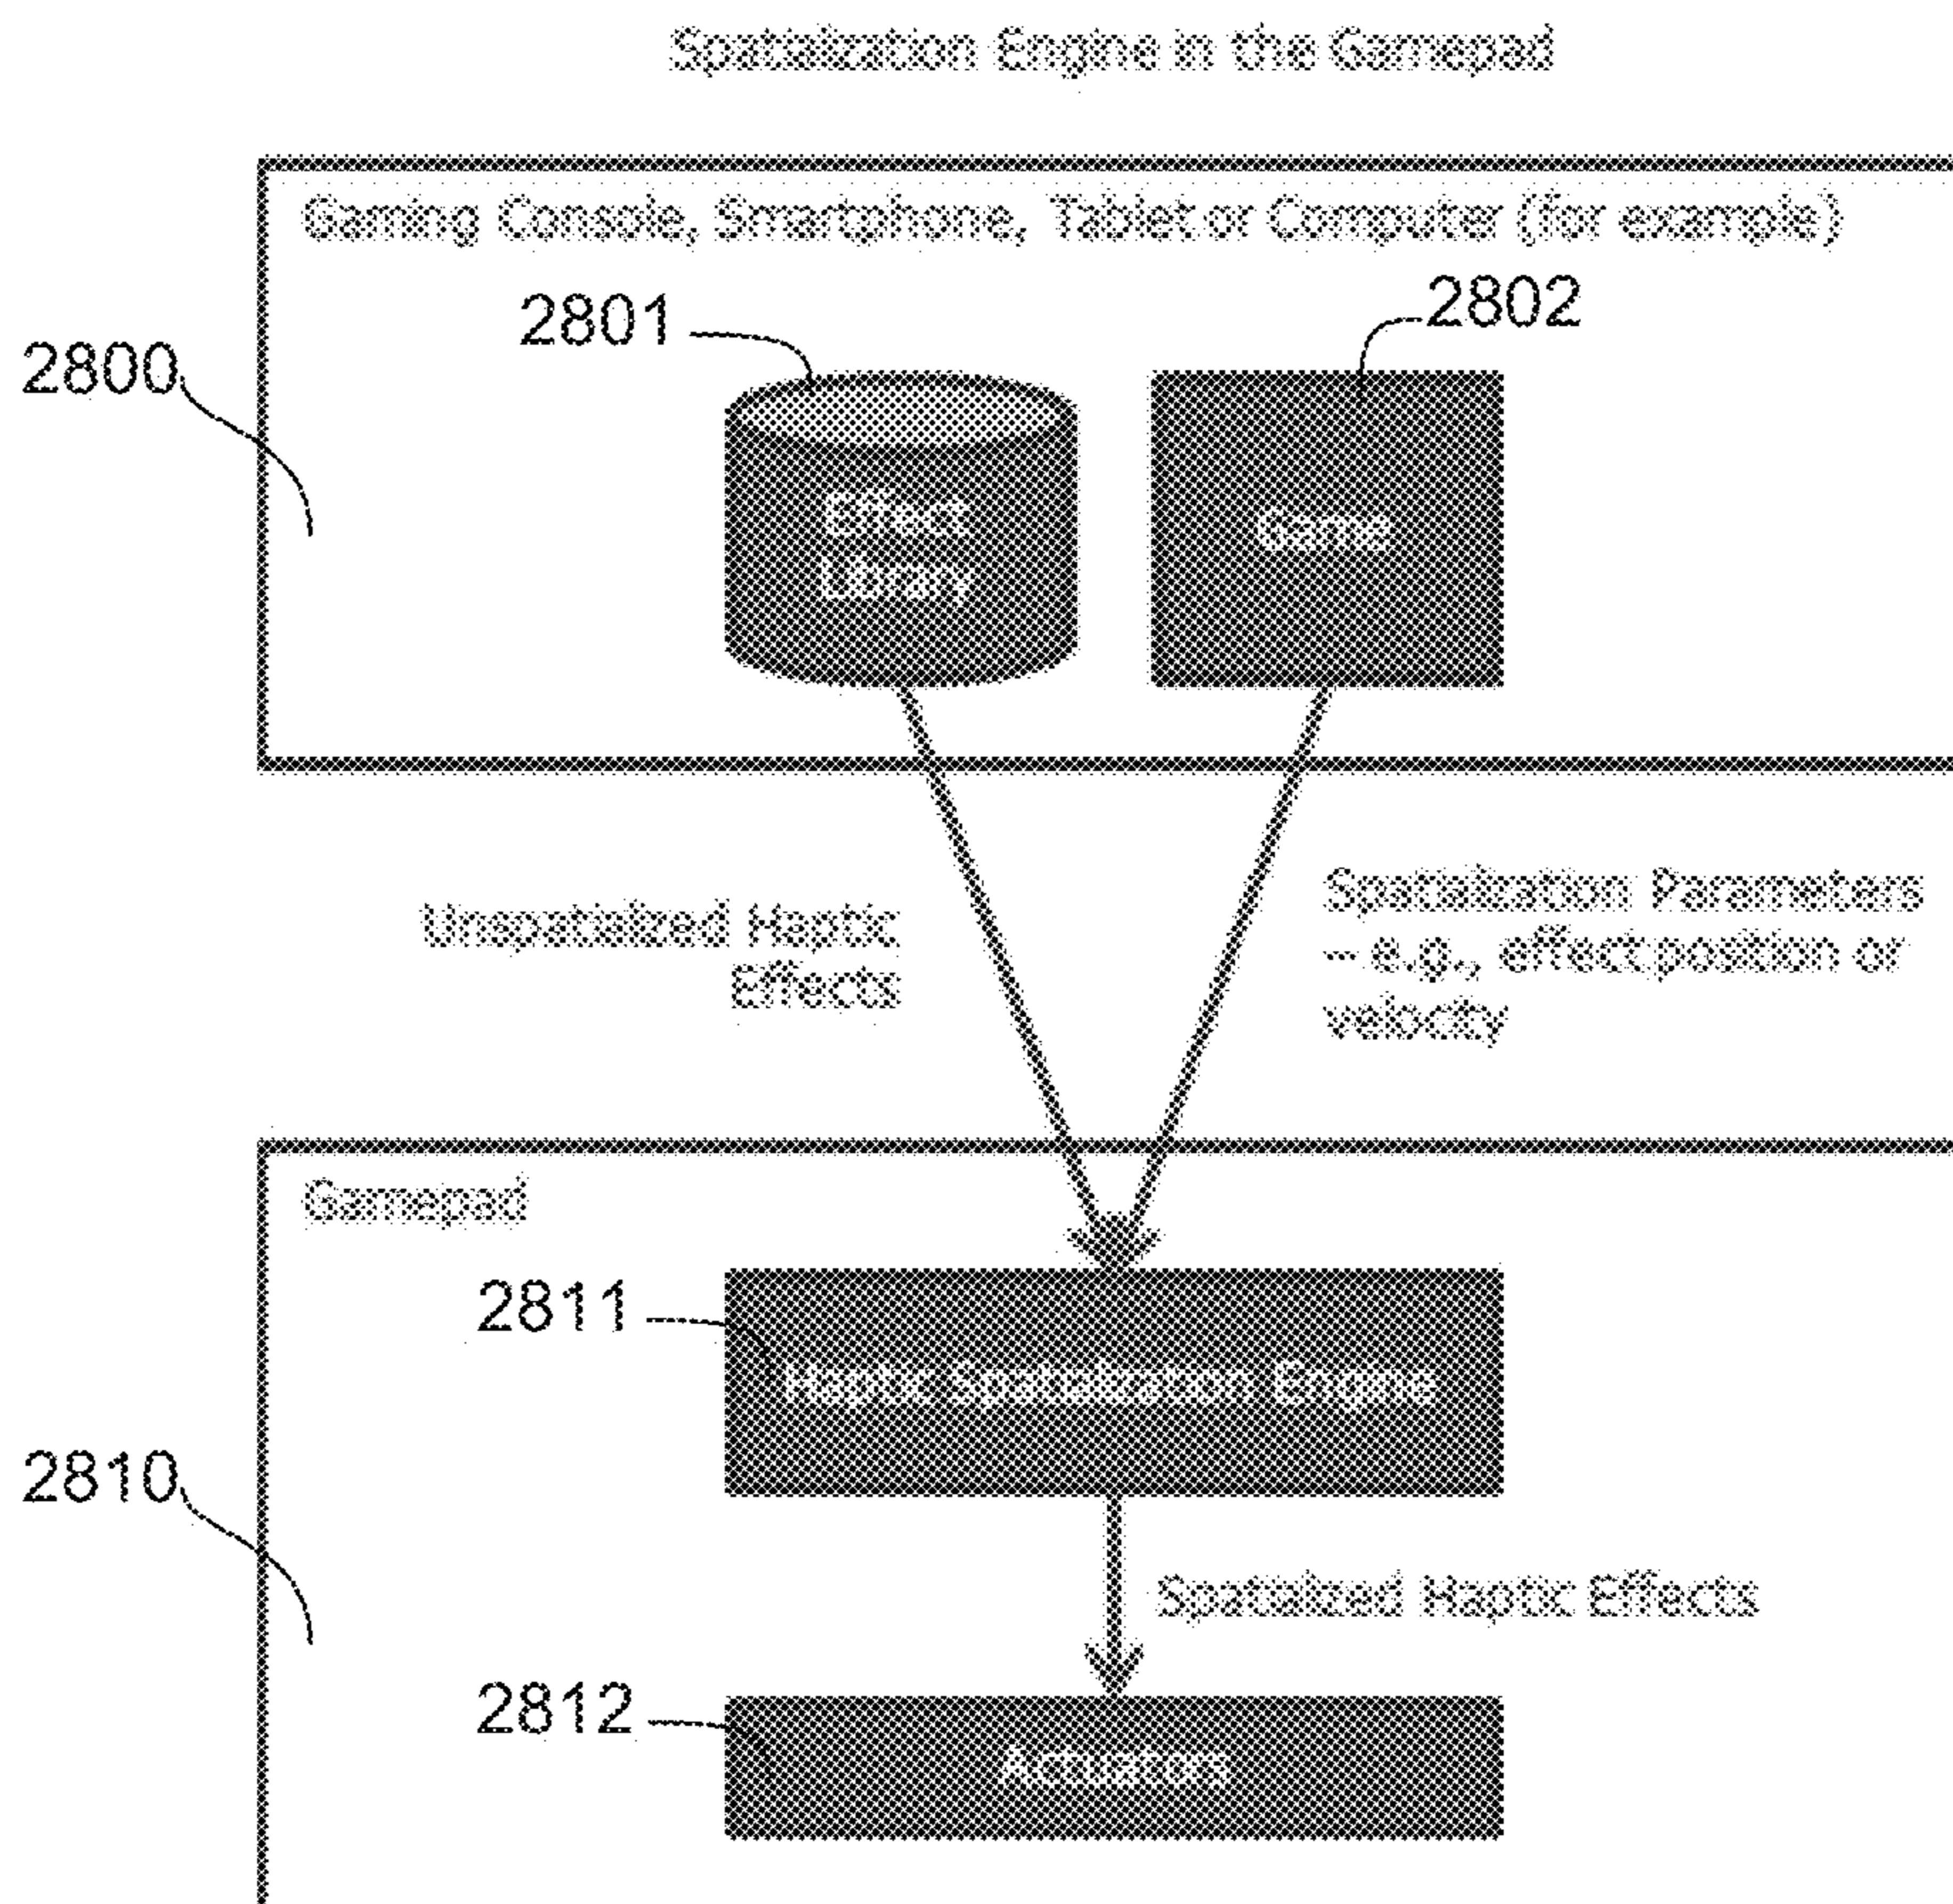 Spatialization Engine in the Gamepad
Gaming Console, Smartphone, Tablet or Computer (for example)
2801
2802
2800
Effect
Library
Game
Unspatialized Haptic
Effects
Spatialization Parameters
– e.g., effect position or
velocity
Gamepad
2811
Haptic Spatialization Engine
2810
Spatialized Haptic Effects
2812
Actuators